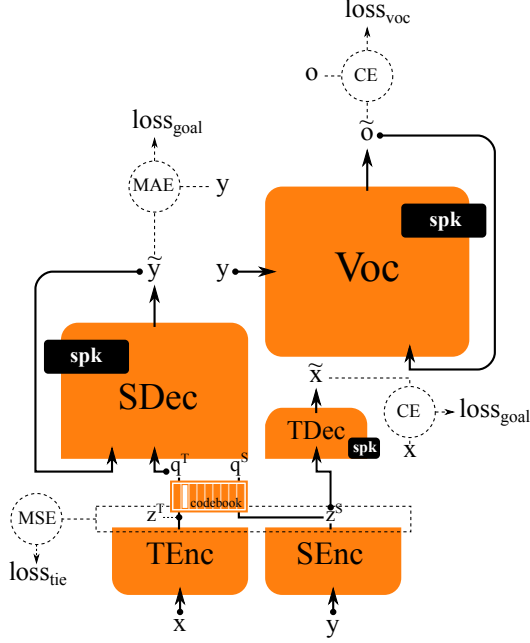 loss_voc
o
CE
õ
loss_goal
MAE
y
spk
Voc
ỹ
y
spk
SDec
x̃
CE
loss_goal
x
TDec
spk
q^T
q^S
codebook
MSE
z^T
z^S
loss_tie
TEnc
SEnc
x
y